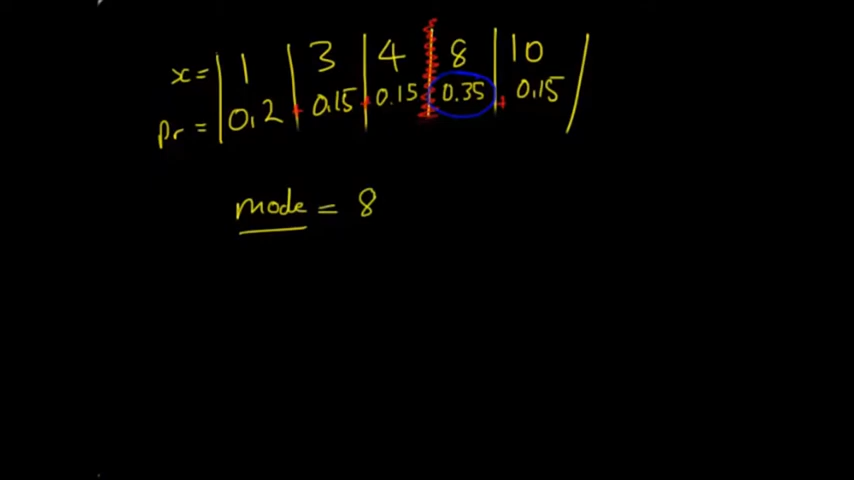 x = | 1 | 3 | 4 | 8 | 10 |
Pr = | 0.2 + 0.15 + 0.15 | 0.35 + 0.15 |
mode = 8